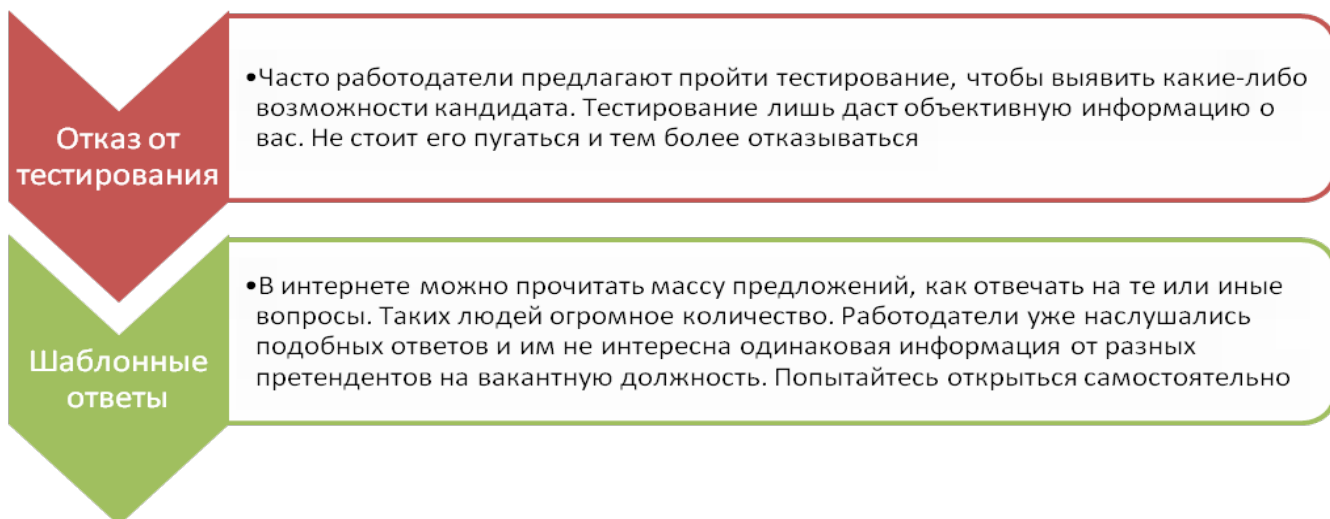 Отказ от
тестирования
•Часто работодатели предлагают пройти тестирование, чтобы выявить какие-либо
возможности кандидата. Тестирование лишь даст объективную информацию о
вас. Не стоит его пугаться и тем более отказываться
Шаблонные
ответы
•В интернете можно прочитать массу предложений, как отвечать на те или иные
вопросы. Таких людей огромное количество. Работодатели уже наслушались
подобных ответов и им не интересна одинаковая информация от разных
претендентов на вакантную должность. Попытайтесь открыться самостоятельно